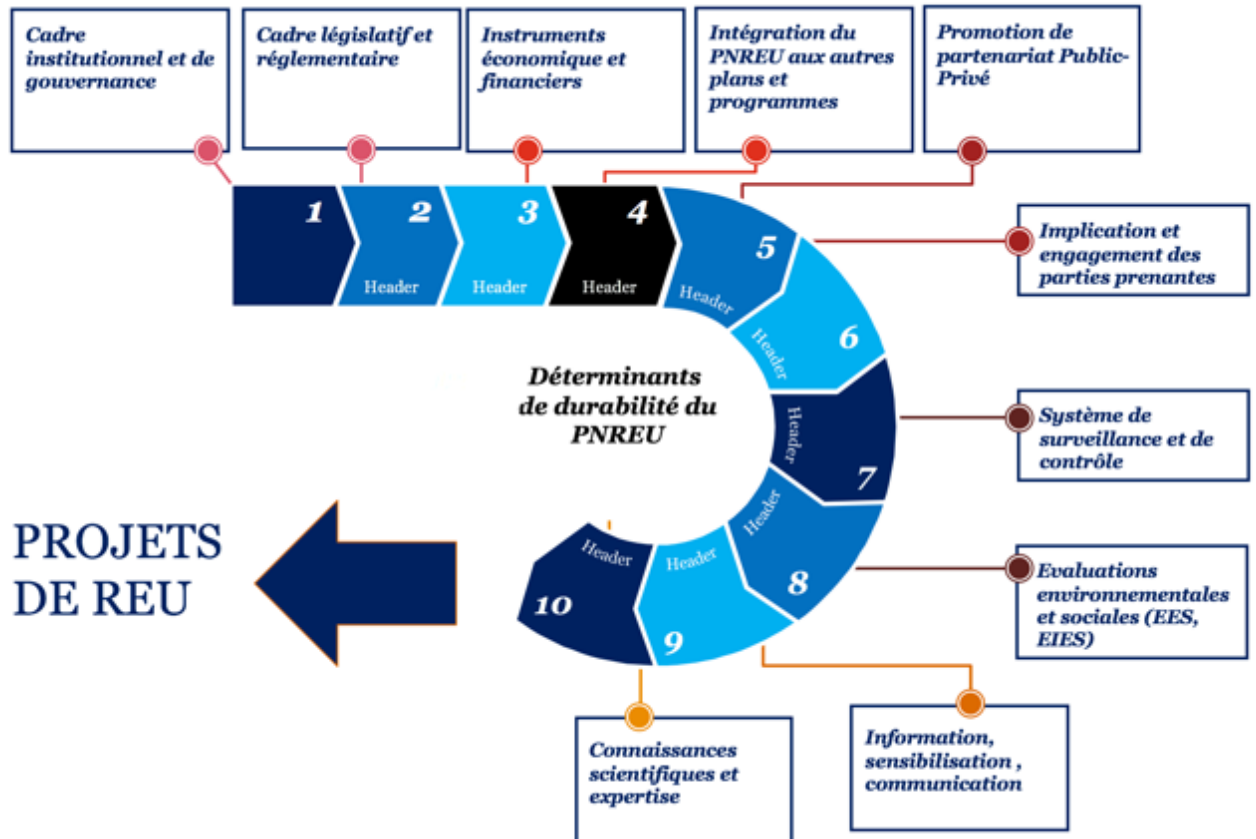 Cadre
institutionnel et de
gouvernance
Cadre législatif et
réglementaire
Instruments
économique et
financiers
Intégration du
PNREU aux autres
plans et
programmes
Promotion de
partenariat Public-
Privé
1
2
Header
3
Header
4
Header
5
Header
Implication et
engagement des
parties prenantes
6
Header
Déterminants
de durabilité du
PNREU
7
Header
Système de
surveillance et de
contrôle
8
Header
Evaluations
environnementales
et sociales (EES,
EIES)
9
Header
10
Header
PROJETS
DE REU
Information,
sensibilisation ,
communication
Connaissances
scientifiques et
expertise